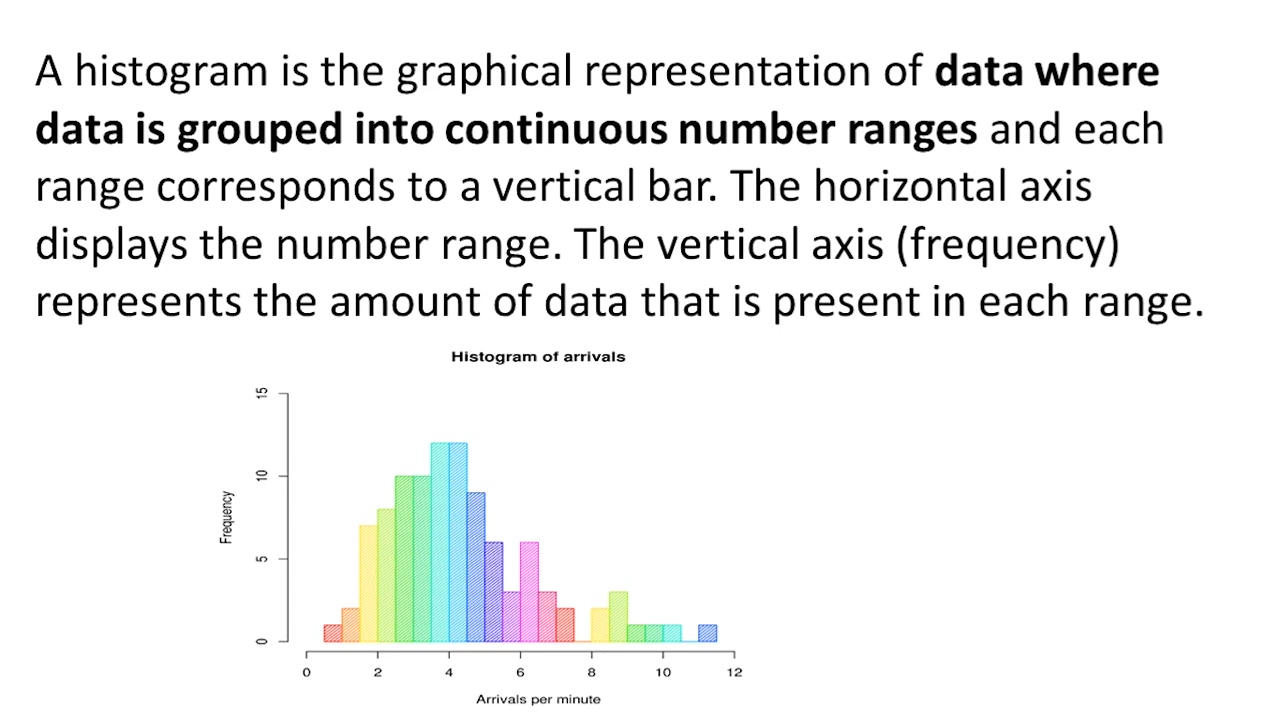 A histogram is the graphical representation of data where
data is grouped into continuous number ranges and each
range corresponds to a vertical bar. The horizontal axis
displays the number range. The vertical axis (frequency)
represents the amount of data that is present in each range.
Histogram of arrivals
15
10
5
0
Frequency
0 2 4 6 8 10 12
Arrivals per minute